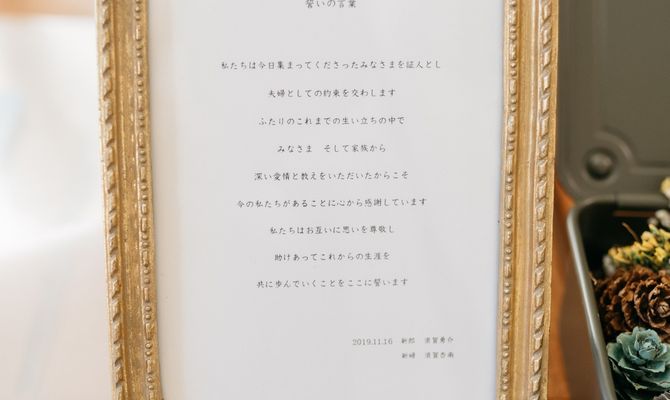 誓いの言葉
私たちは今日集まってくださったみなさまを証人とし
夫婦としての約束を交わします
ふたりのこれまでの生い立ちの中で
みなさま　そして家族から
深い愛情と教えをいただいたからこそ
今の私たちがあることに心から感謝しています
私たちはお互いに思いを尊敬し
助けあってこれからの生涯を
共に歩んでいくことをここに誓います
2019.11.16　新郎　須賀勇介
新婦　須賀杏南